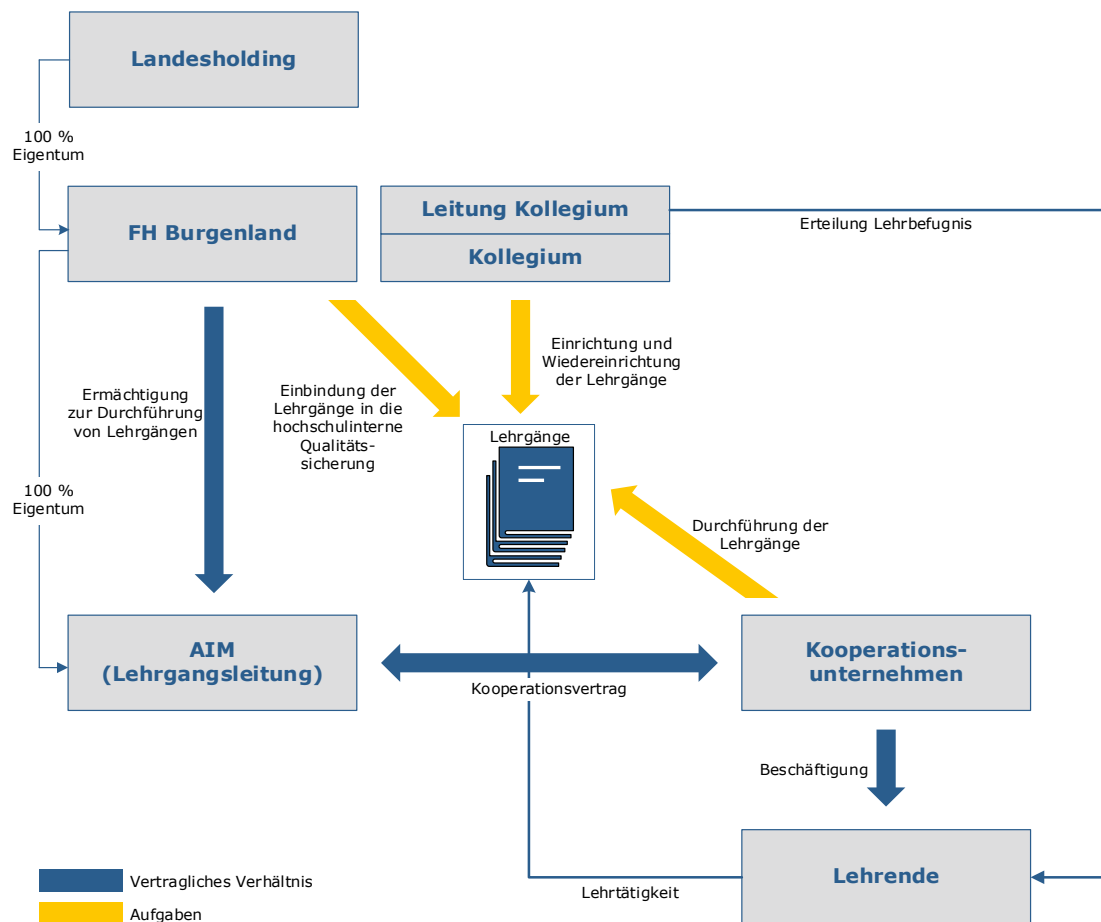 Landesholding
100 %
Eigentum
FH Burgenland
Leitung Kollegium
Kollegium
Erteilung Lehrbefugnis
Ermächtigung
zur Durchführung
von Lehrgängen
Einbindung der
Lehrgänge in die
hochschulinterne
Qualitäts-
sicherung
Einrichtung und
Wiedereinrichtung
der Lehrgänge
Lehrgänge
100 %
Eigentum
Durchführung der
Lehrgänge
AIM
(Lehrgangsleitung)
Kooperationsvertrag
Kooperations-
unternehmen
Beschäftigung
Lehrtätigkeit
Lehrende
Vertragliches Verhältnis
Aufgaben